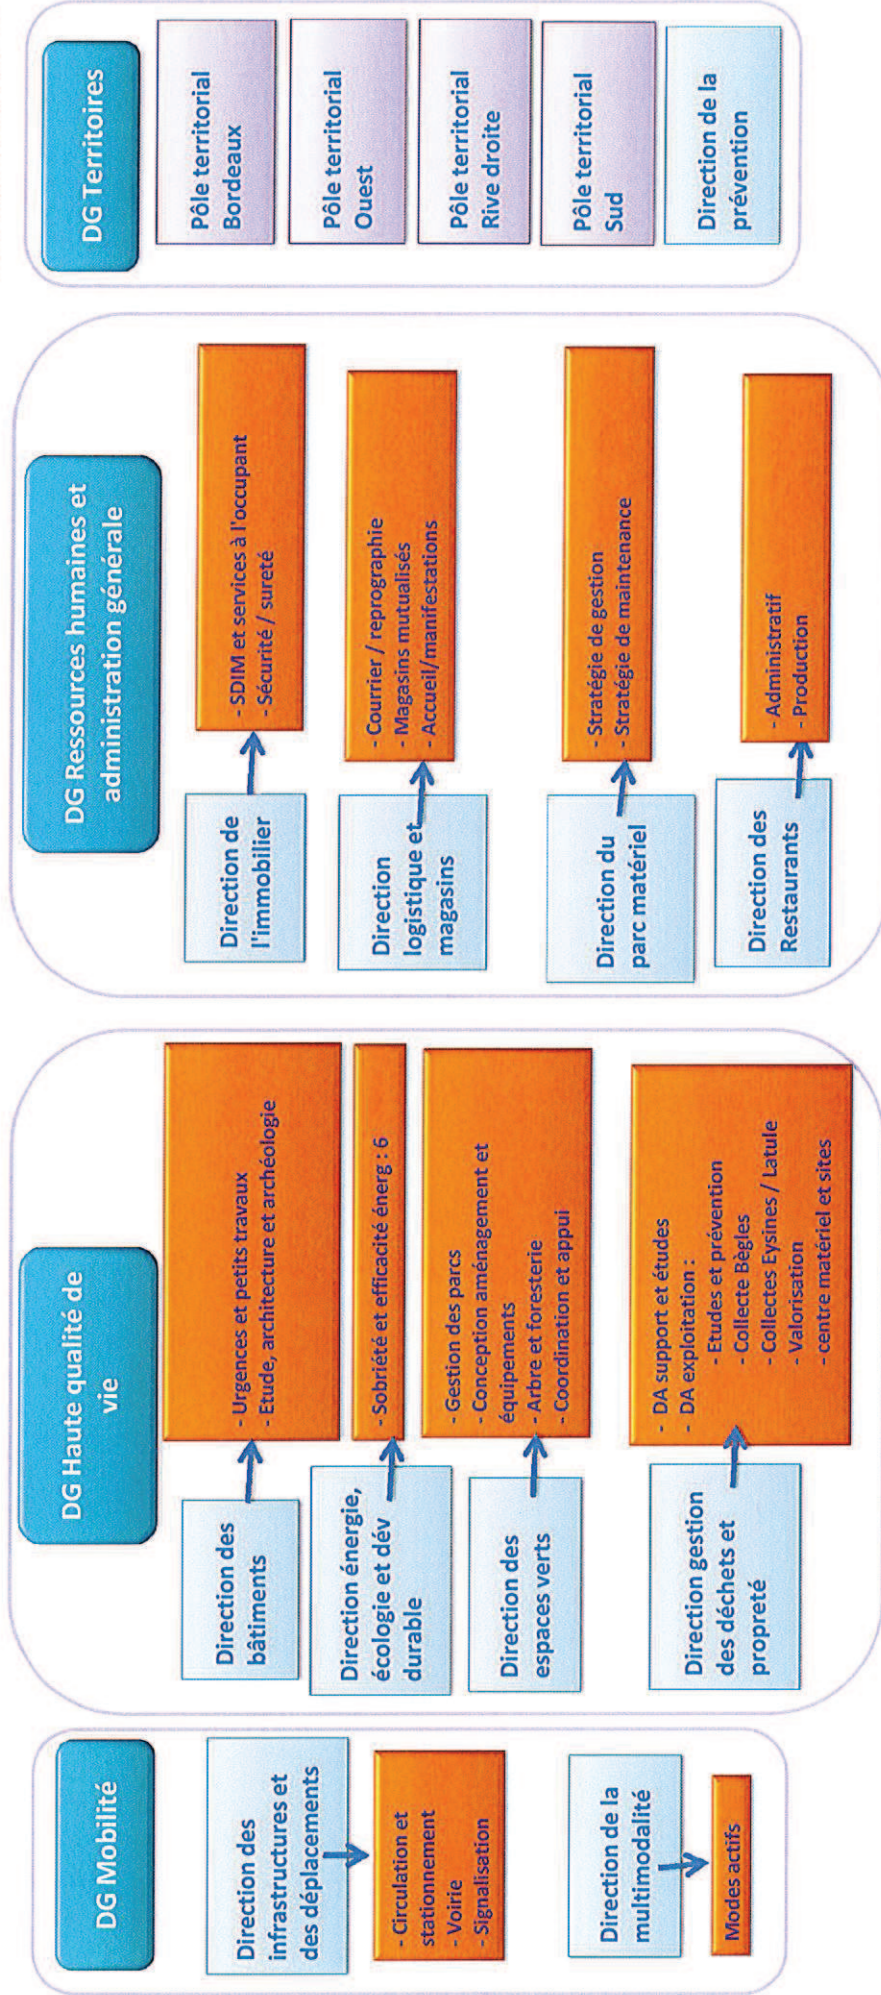 DG Mobilité
Direction des
infrastructures et
des déplacements
- Circulation et
stationnement
- Voirie
- Signalisation
Direction de la
multimodalité
Modes actifs
DG Haute qualité de
vie
Direction des
bâtiments
- Urgences et petits travaux
- Etude, architecture et archéologie
Direction énergie,
écologie et dév
durable
- Sobriété et efficacité énerg : 6
Direction des
espaces verts
- Gestion des parcs
- Conception aménagement et
équipements
- Arbre et foresterie
- Coordination et appui
Direction gestion
des déchets et
propreté
- DA support et études
- DA exploitation :
- Etudes et prévention
- Collecte Bègles
- Collectes Eysines / Latule
- Valorisation
- centre matériel et sites
DG Ressources humaines et
administration générale
Direction de
l'immobilier
- SDIM et services à l'occupant
- Sécurité / sureté
Direction
logistique et
magasins
- Courrier / reprographie
- Magasins mutualisés
- Accueil/manifestations
Direction du
parc matériel
- Stratégie de gestion
- Stratégie de maintenance
Direction des
Restaurants
- Administratif
- Production
DG Territoires
Pôle territorial
Bordeaux
Pôle territorial
Ouest
Pôle territorial
Rive droite
Pôle territorial
Sud
Direction de la
prévention